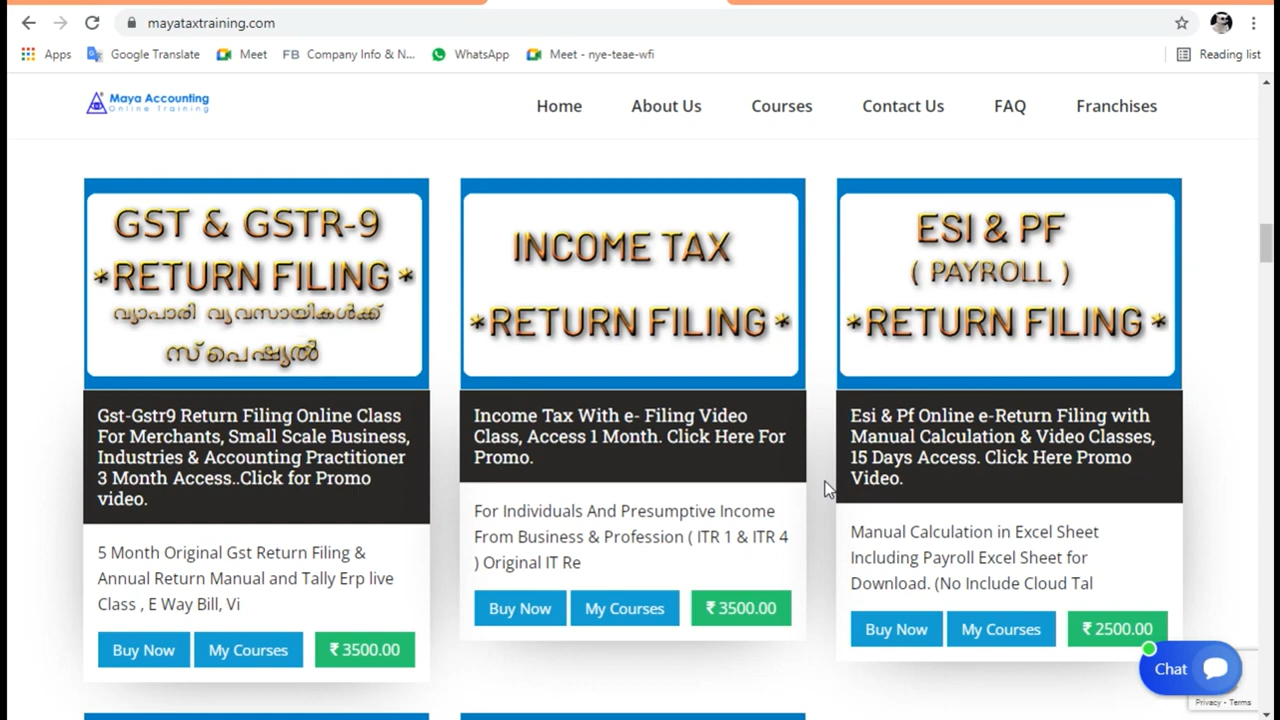 mayataxtraining.com
Apps
Google Translate
Meet
FB Company Info & N...
WhatsApp
Meet - nye-teae-wfi
Reading list
Maya Accounting
Online Training
Home
About Us
Courses
Contact Us
FAQ
Franchises
GST & GSTR-9
*RETURN FILING*
വ്യാപാരി വ്യവസായികൾക്ക്
സ്പെഷ്യൽ
Gst-Gstr9 Return Filing Online Class
For Merchants, Small Scale Business,
Industries & Accounting Practitioner
3 Month Access..Click for Promo
video.
5 Month Original Gst Return Filing &
Annual Return Manual and Tally Erp live
Class , E Way Bill, Vi
Buy Now
My Courses
₹ 3500.00
INCOME TAX
*RETURN FILING*
Income Tax With e- Filing Video
Class, Access 1 Month. Click Here For
Promo.
For Individuals And Presumptive Income
From Business & Profession ( ITR 1 & ITR 4
) Original IT Re
Buy Now
My Courses
₹ 3500.00
ESI & PF
( PAYROLL )
*RETURN FILING*
Esi & Pf Online e-Return Filing with
Manual Calculation & Video Classes,
15 Days Access. Click Here Promo
Video.
Manual Calculation in Excel Sheet
Including Payroll Excel Sheet for
Download. (No Include Cloud Tal
Buy Now
My Courses
₹ 2500.00
Chat
Privacy - Terms